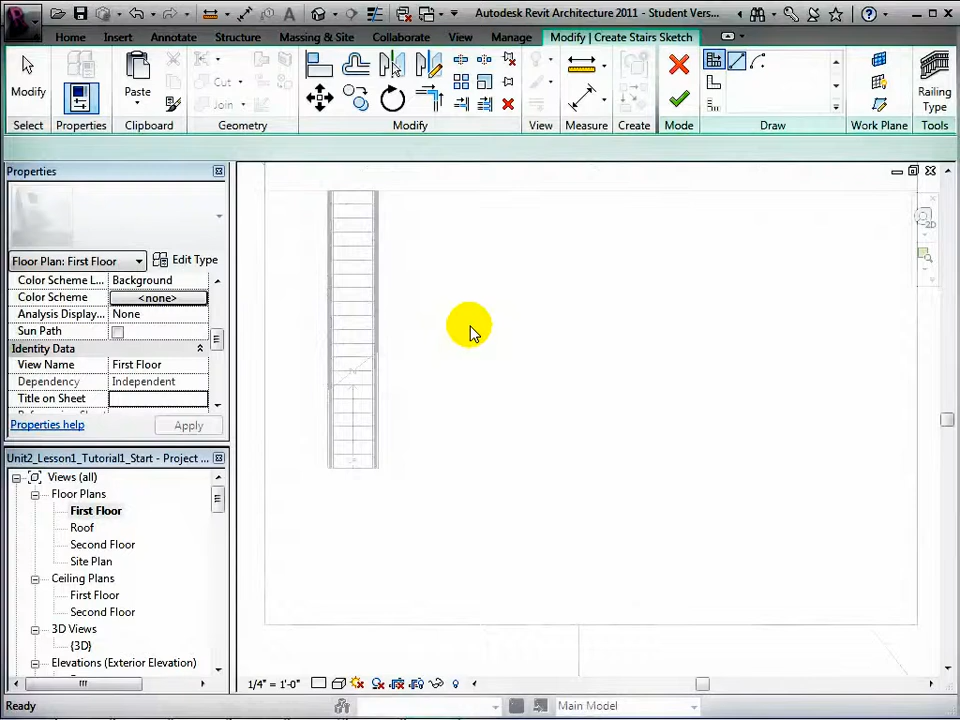 Autodesk Revit Architecture 2011 - Student Vers...
Home Insert Annotate Structure Massing & Site Collaborate View Manage Modify | Create Stairs Sketch
Modify
Paste
Cut
Join
Railing
Type
Select Properties Clipboard Geometry Modify View Measure Create Mode Draw Work Plane Tools
Properties
Floor Plan: First Floor Edit Type
Color Scheme L... Background
Color Scheme <none>
Analysis Display... None
Sun Path
Identity Data
View Name First Floor
Dependency Independent
Title on Sheet
Properties help Apply
Unit2_Lesson1_Tutorial1_Start - Project ...
Views (all)
Floor Plans
First Floor
Roof
Second Floor
Site Plan
Ceiling Plans
First Floor
Second Floor
3D Views
{3D}
Elevations (Exterior Elevation)
2D
1/4" = 1'-0"
Ready
Main Model